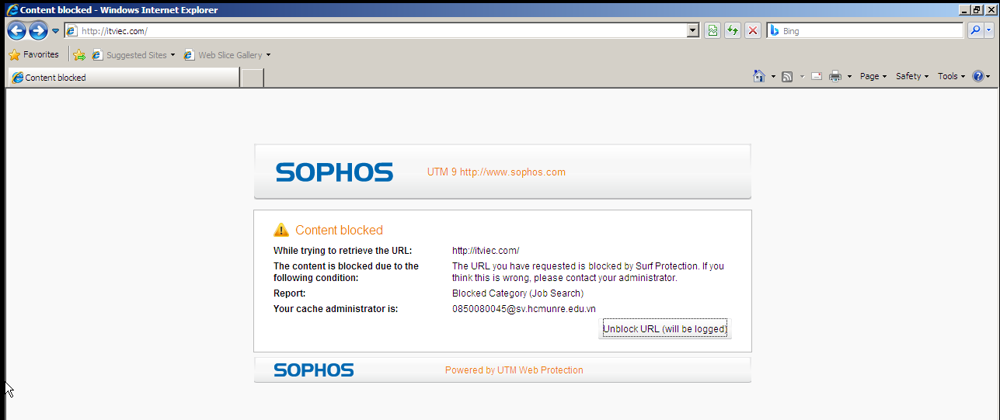 Content blocked - Windows Internet Explorer
http://itviec.com/
Bing
Favorites
Suggested Sites
Web Slice Gallery
Content blocked
Page
Safety
Tools
SOPHOS
UTM 9 http://www.sophos.com
Content blocked
While trying to retrieve the URL: http://itviec.com/
The content is blocked due to the The URL you have requested is blocked by Surf Protection. If you
following condition: think this is wrong, please contact your administrator.
Report: Blocked Category (Job Search)
Your cache administrator is: 0850080045@sv.hcmunre.edu.vn
Unblock URL (will be logged)
SOPHOS
Powered by UTM Web Protection